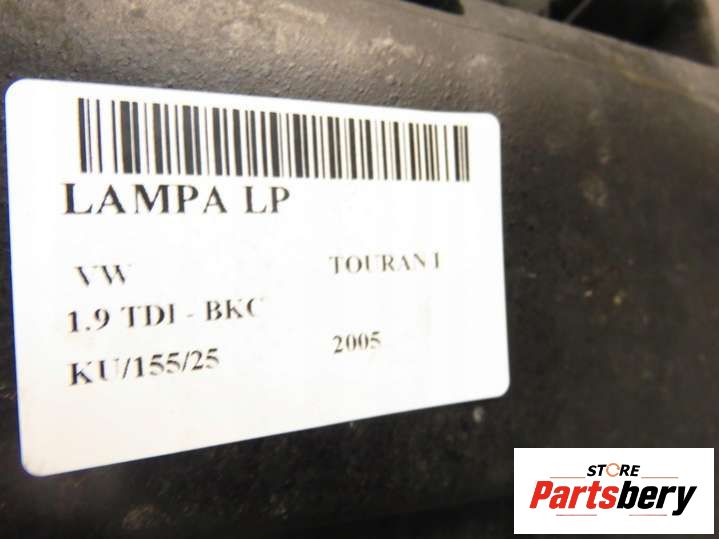 LAMPA LP
VW TOURAN I
1.9 TDI - BKC
KU/155/25 2005
STORE
Partsbery